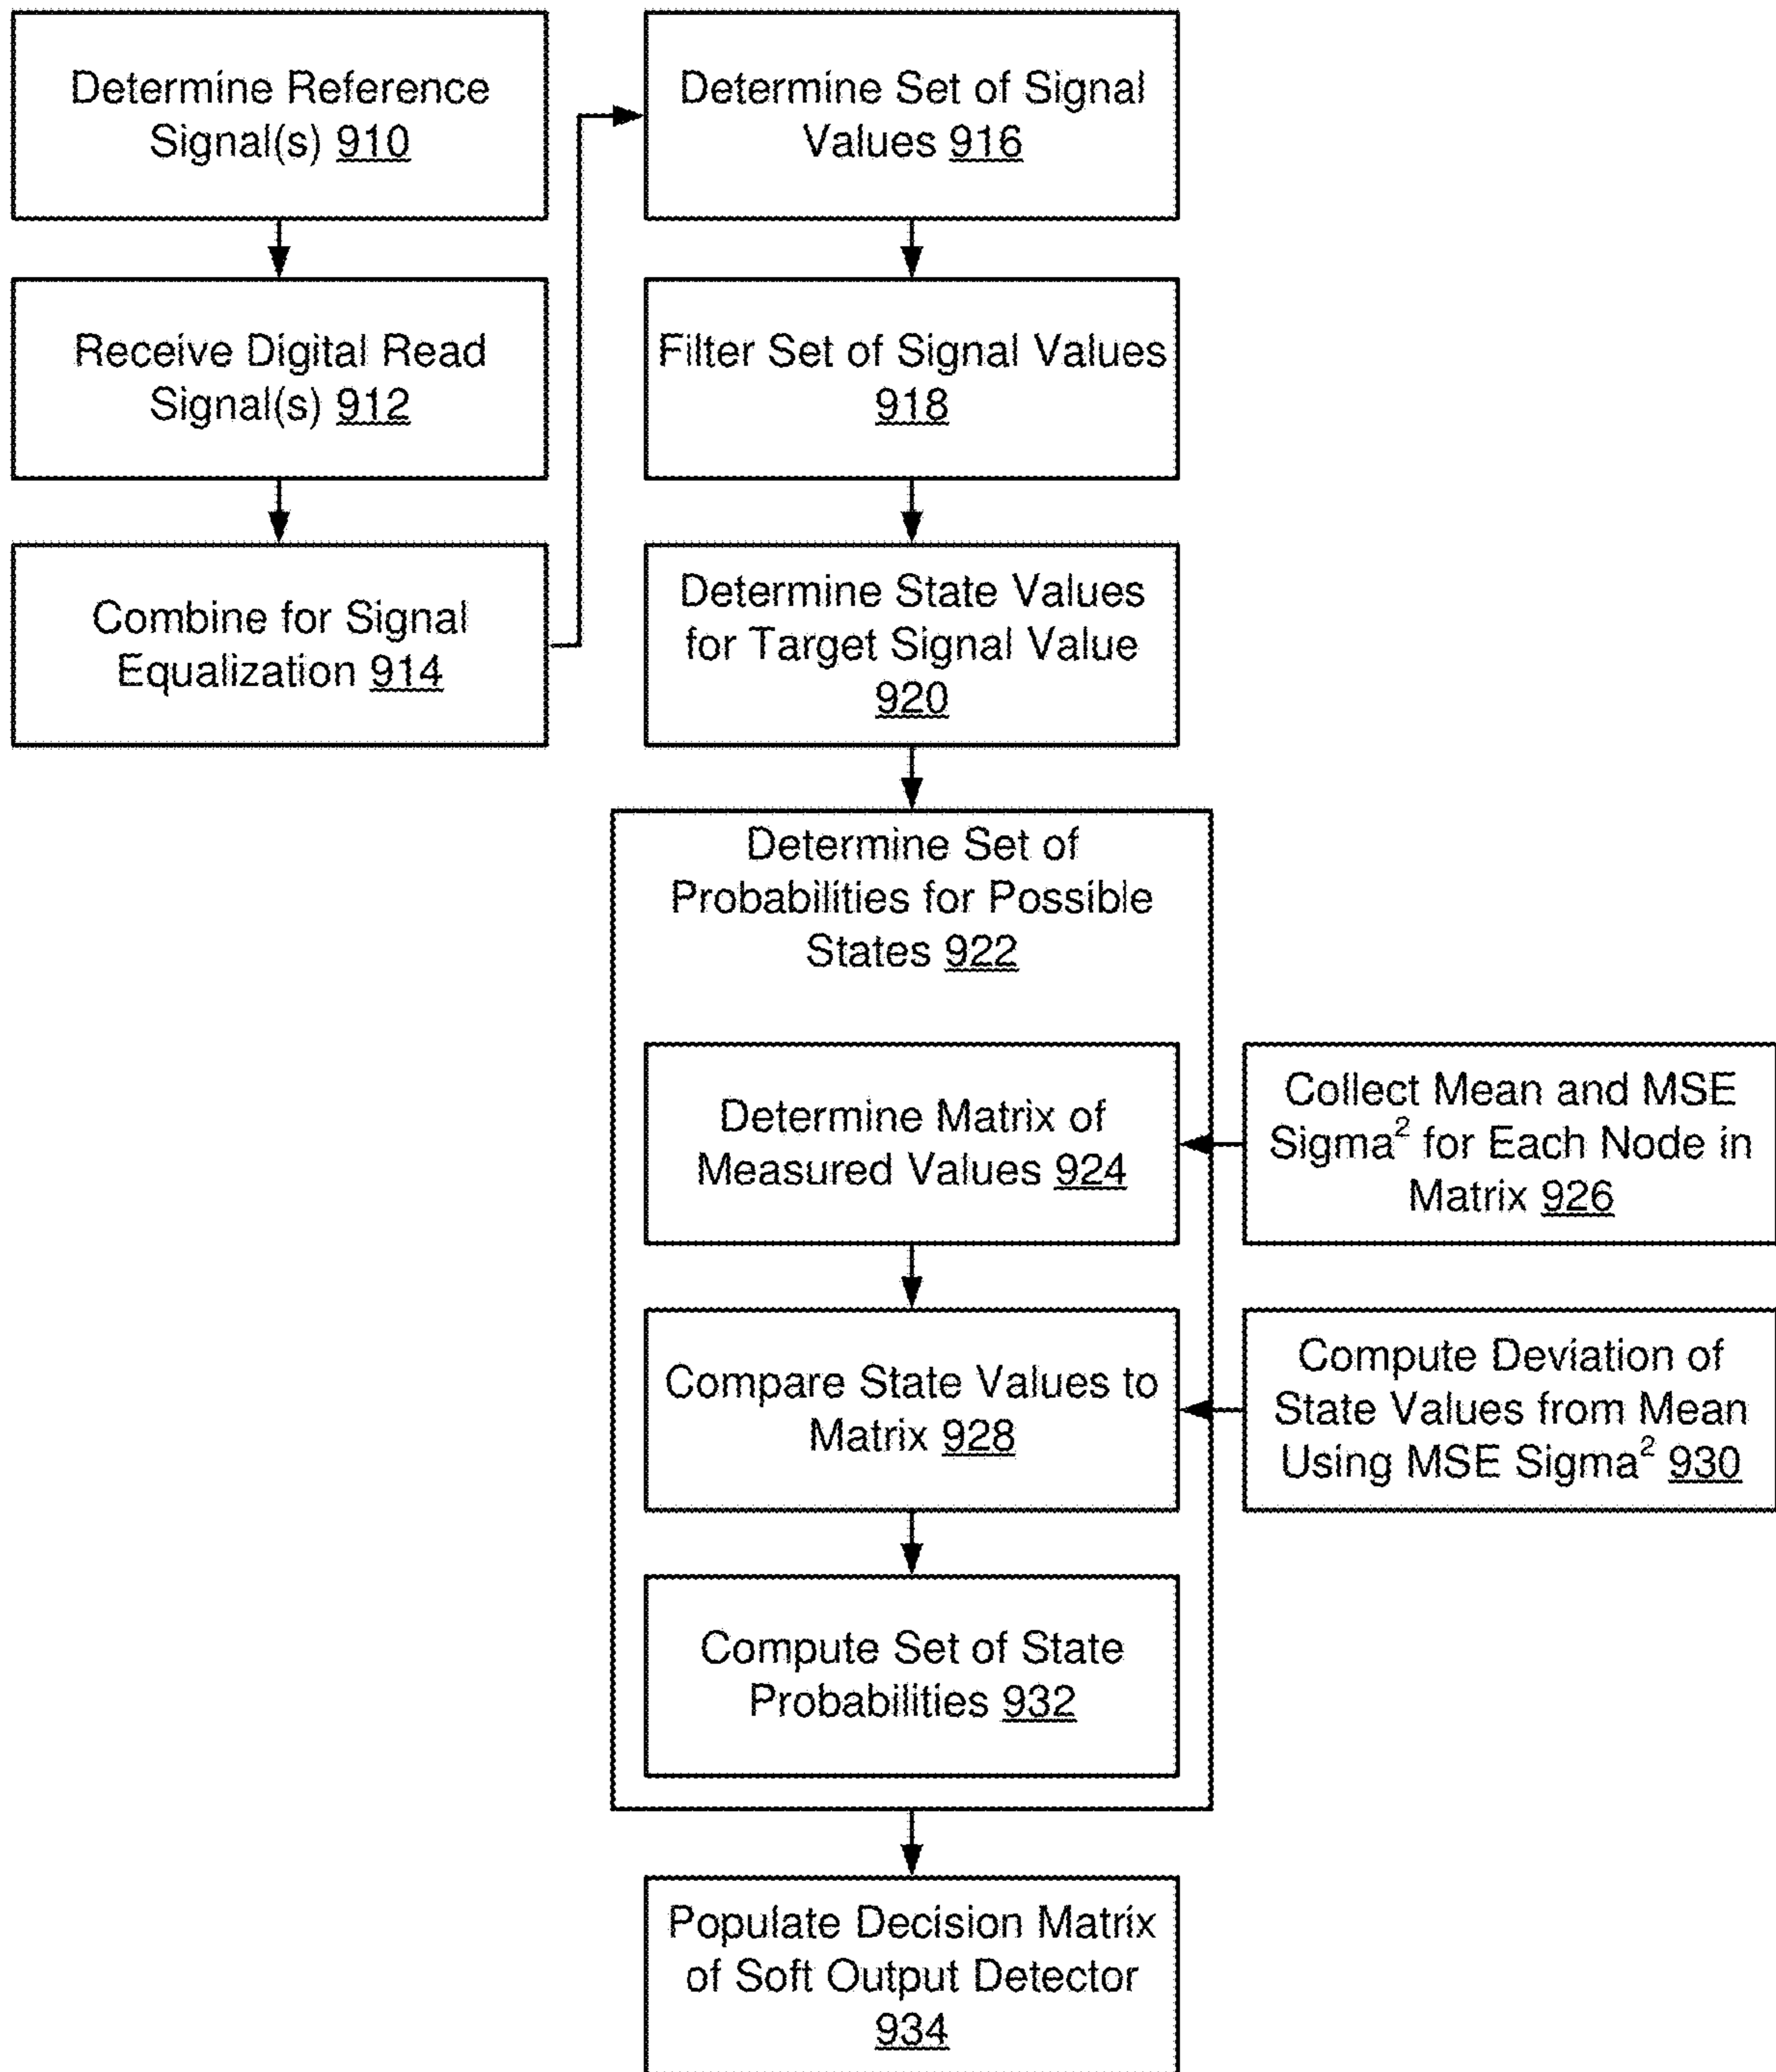 Determine Reference
Signal(s) 910
Receive Digital Read
Signal(s) 912
Combine for Signal
Equalization 914
Determine Set of Signal
Values 916
Filter Set of Signal Values
918
Determine State Values
for Target Signal Value
920
Determine Set of
Probabilities for Possible
States 922
Determine Matrix of
Measured Values 924
Collect Mean and MSE
Sigma² for Each Node in
Matrix 926
Compare State Values to
Matrix 928
Compute Deviation of
State Values from Mean
Using MSE Sigma² 930
Compute Set of State
Probabilities 932
Populate Decision Matrix
of Soft Output Detector
934